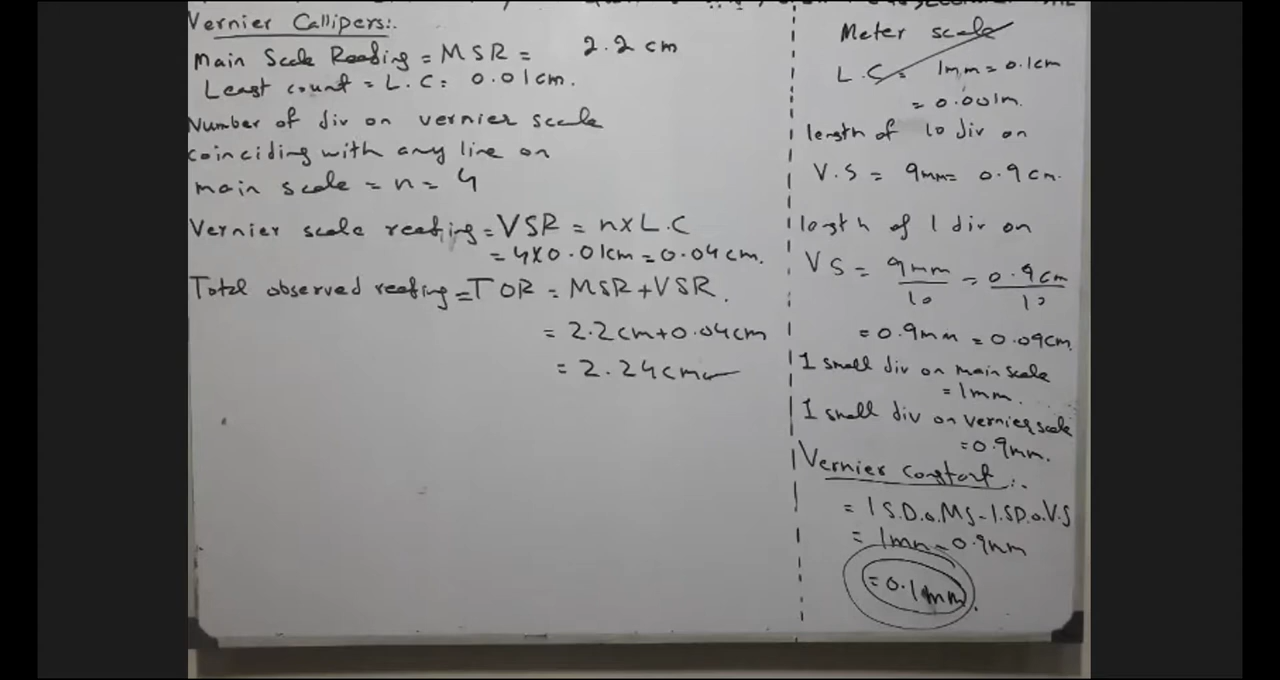 Vernier Callipers:.
Main Scale Reading = MSR = 2.2 cm
Least count = L.C = 0.01cm.
Number of div on vernier scale
coinciding with any line on
main scale = n = 4
Vernier scale reading = VSR = n×L.C
= 4×0.01cm = 0.04cm.
Total observed reading = TOR = MSR + VSR.
= 2.2cm + 0.04cm
= 2.24cm
Meter scale
L.C = 1mm = 0.1cm
= 0.001m.
length of 10 div on
V.S = 9mm = 0.9 cm.
length of 1 div on
VS = 9mm/10 = 0.9cm/10
= 0.9mm = 0.09cm.
1 small div on main scale
= 1mm.
1 small div on vernier scale
= 0.9mm.
Vernier constant :.
= 1 S.D.o.MS - 1.SD.o.V.S
= 1mm - 0.9mm
= 0.1mm.